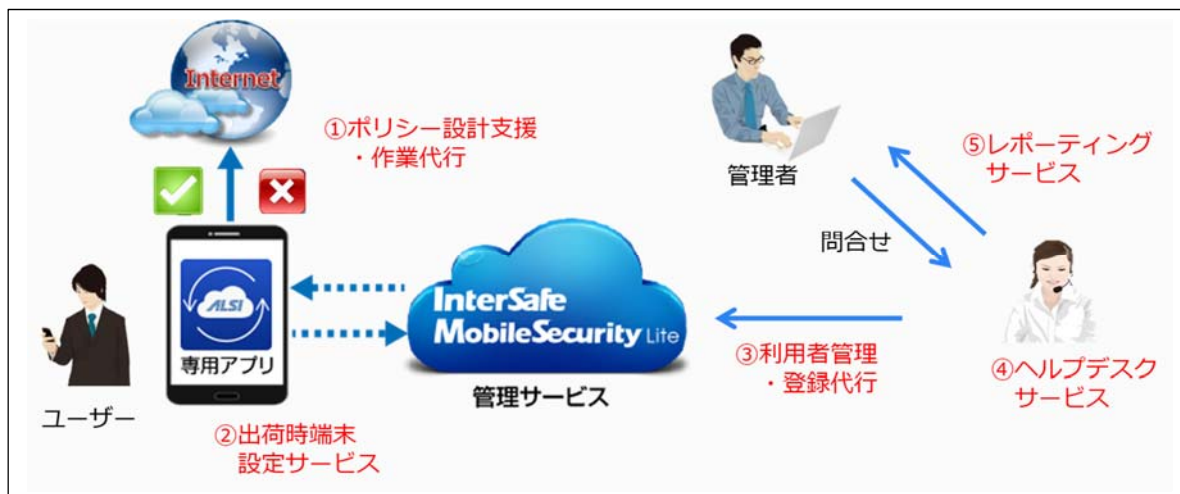 Internet
①ポリシー設計支援
・作業代行
管理者
⑤レポーティング
サービス
問合せ
ALSI
専用アプリ
ユーザー
②出荷時端末
設定サービス
InterSafe
MobileSecurity Lite
管理サービス
③利用者管理
・登録代行
④ヘルプデスク
サービス